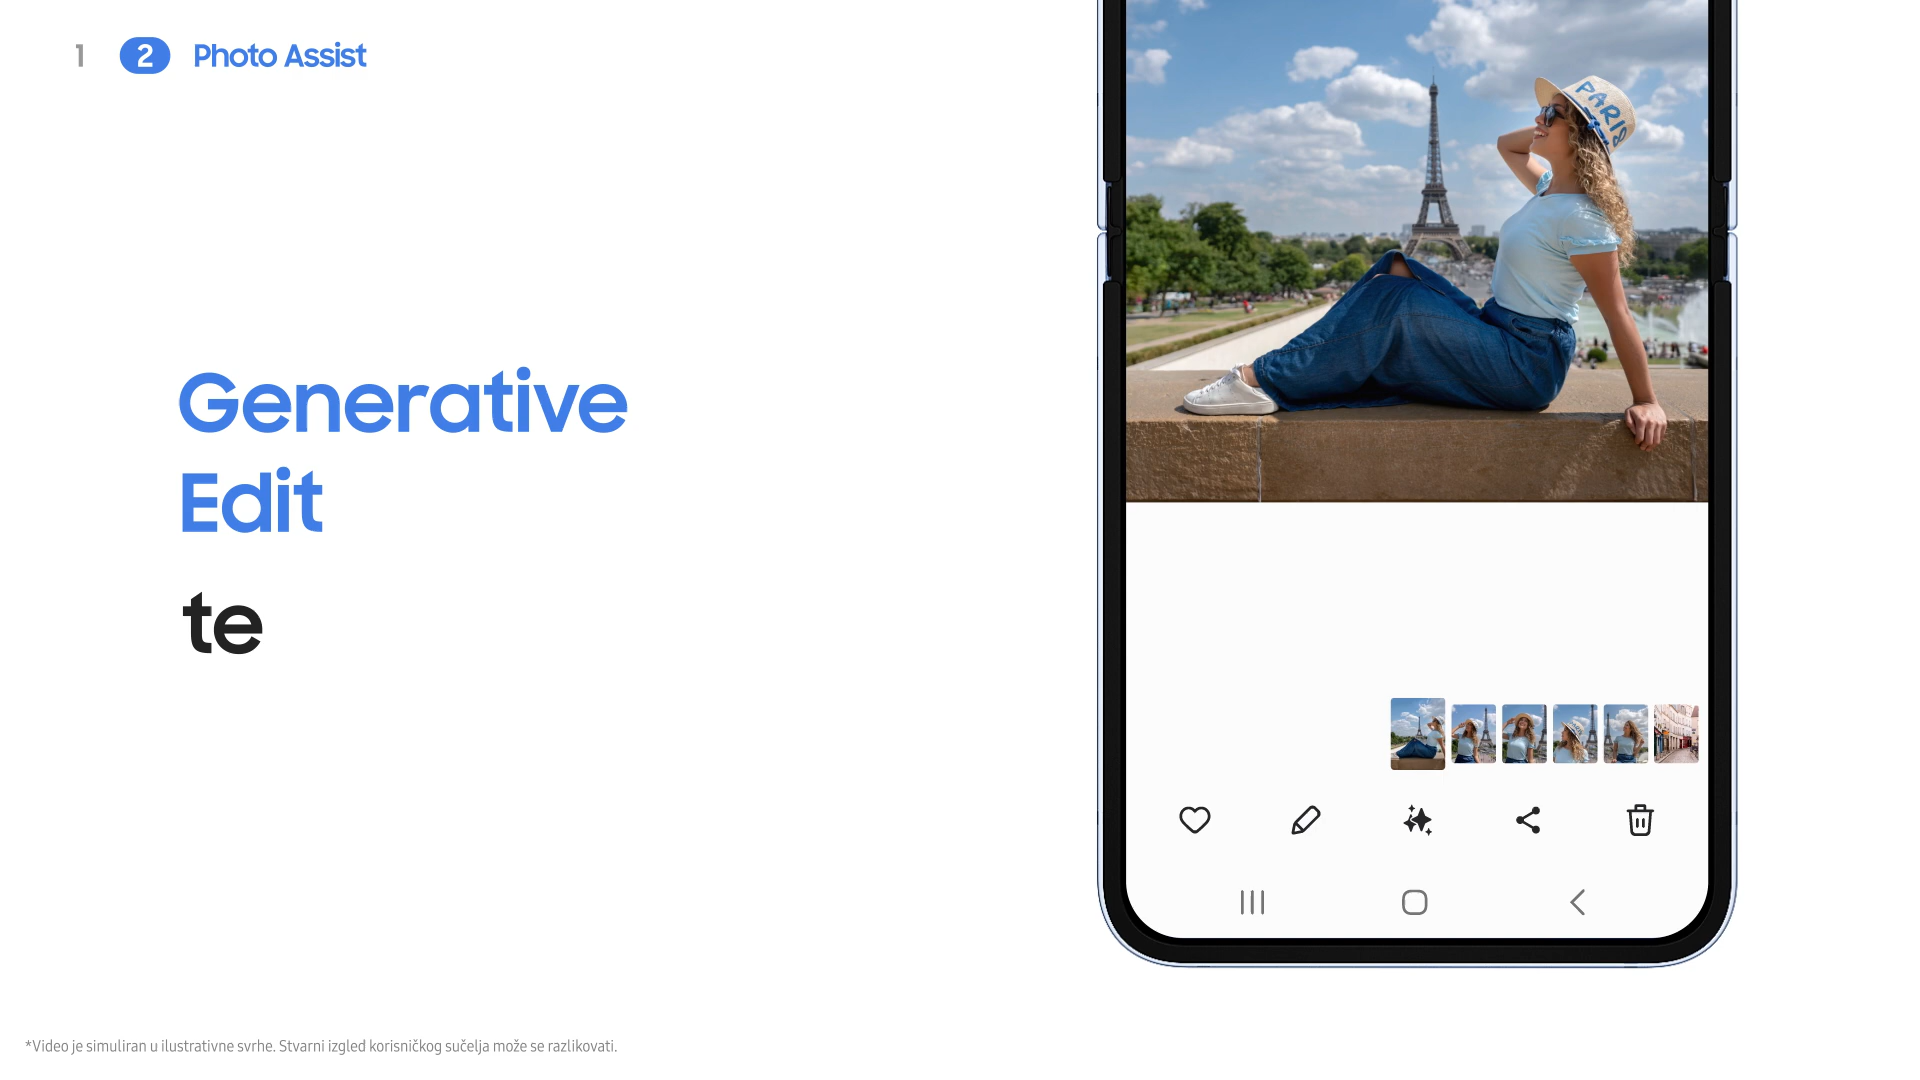 1 2 Photo Assist
Generative
Edit
te
PARIS
*Video je simuliran u ilustrativne svrhe. Stvarni izgled korisničkog sučelja može se razlikovati.